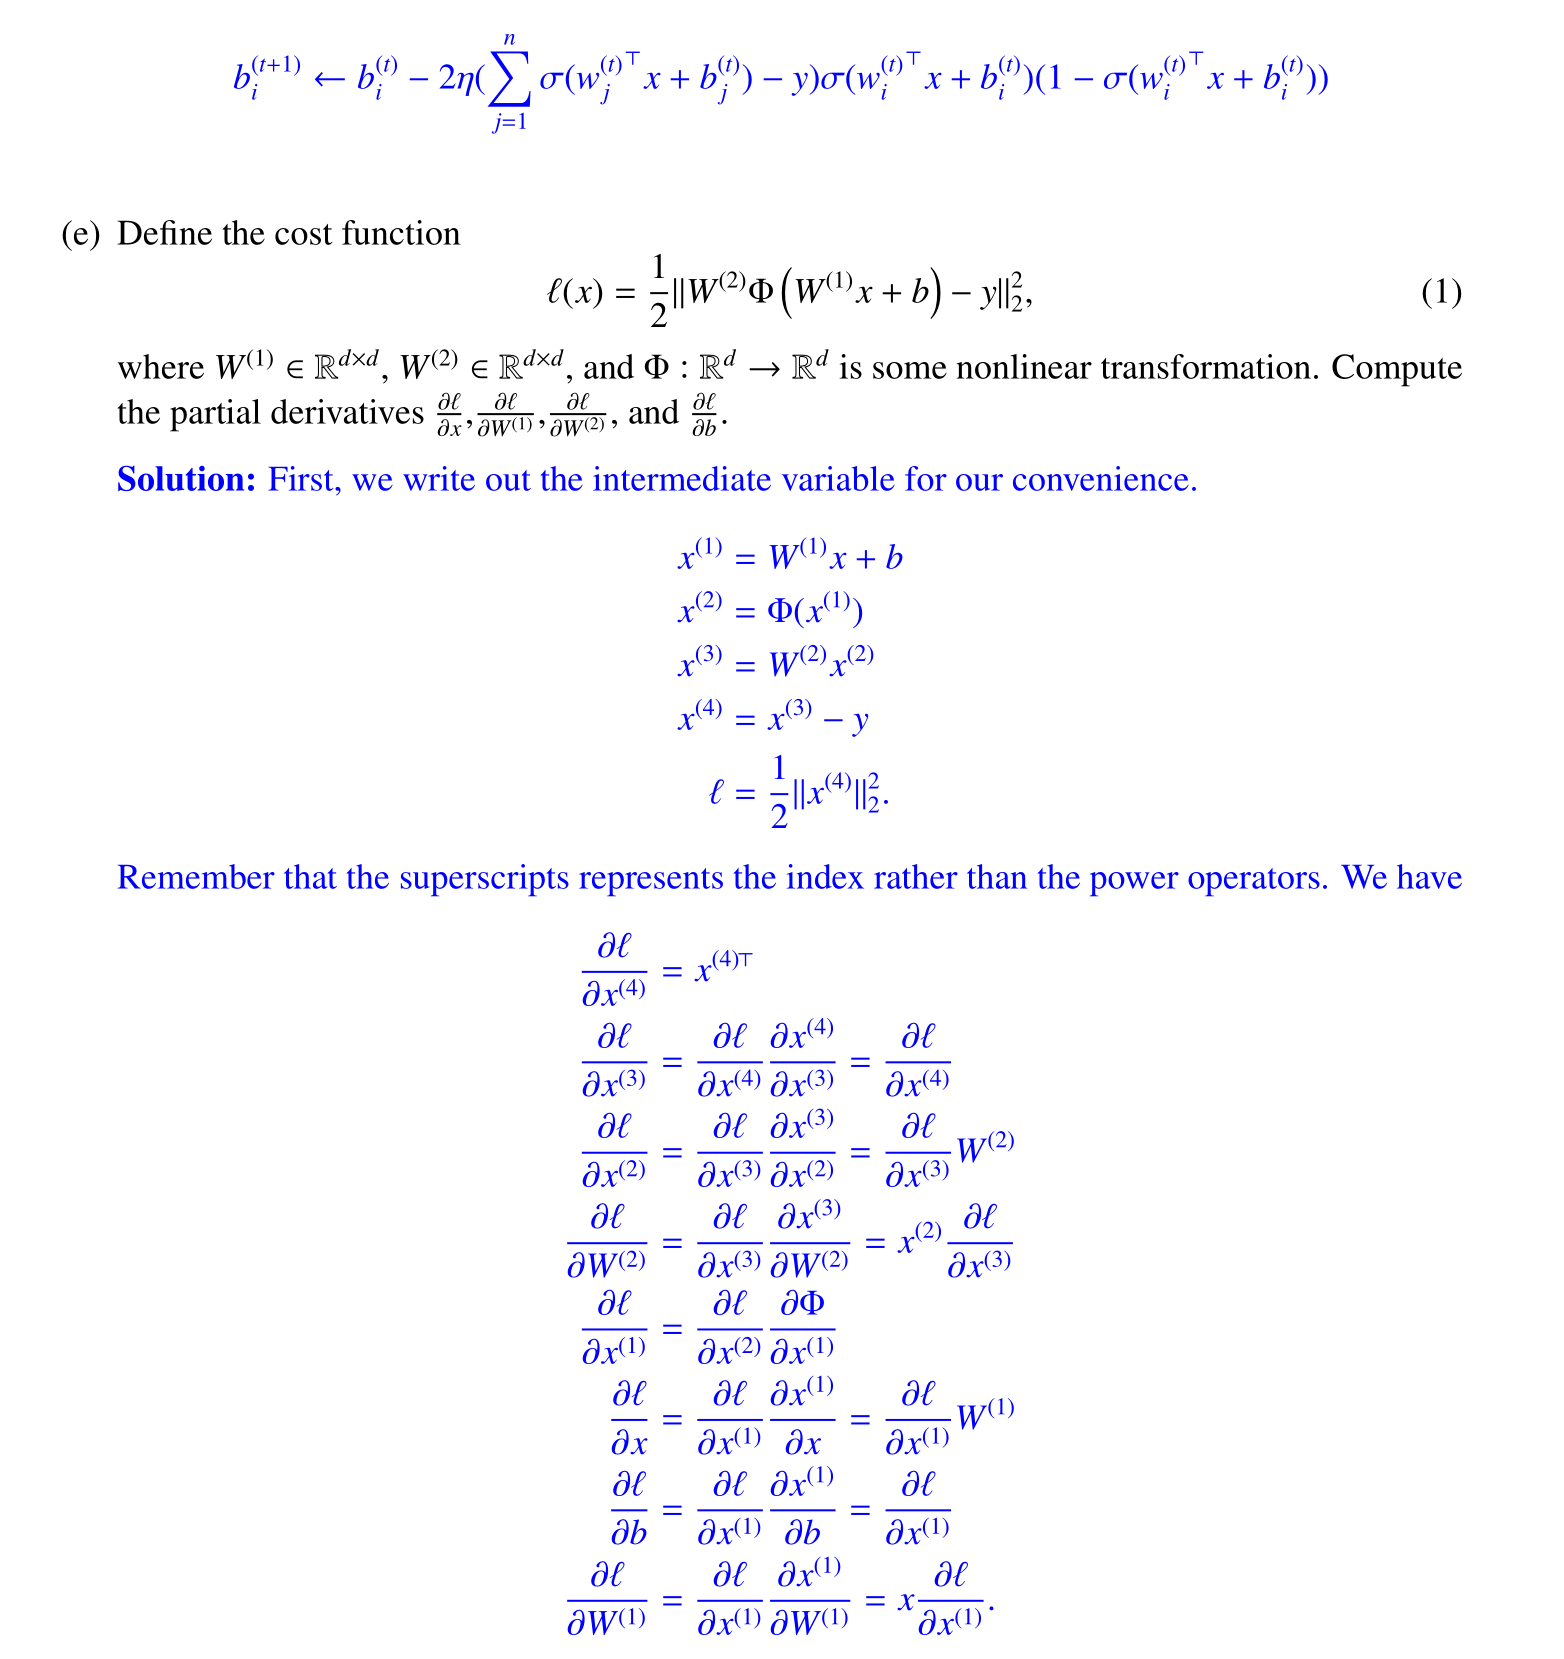 $b_i^{(t+1)} \leftarrow b_i^{(t)} - 2\eta(\sum_{j=1}^{n} \sigma(w_j^{(t)\top} x + b_j^{(t)}) - y)\sigma(w_i^{(t)\top} x + b_i^{(t)})(1 - \sigma(w_i^{(t)\top} x + b_i^{(t)}))$
(e) Define the cost function
$\ell(x) = \frac{1}{2}\|W^{(2)}\Phi\left(W^{(1)}x + b\right) - y\|_2^2,$ (1)
where $W^{(1)} \in \mathbb{R}^{d\times d}$, $W^{(2)} \in \mathbb{R}^{d\times d}$, and $\Phi : \mathbb{R}^d \rightarrow \mathbb{R}^d$ is some nonlinear transformation. Compute
the partial derivatives $\frac{\partial \ell}{\partial x}, \frac{\partial \ell}{\partial W^{(1)}}, \frac{\partial \ell}{\partial W^{(2)}}$, and $\frac{\partial \ell}{\partial b}$.
Solution: First, we write out the intermediate variable for our convenience.
$x^{(1)} = W^{(1)}x + b$
$x^{(2)} = \Phi(x^{(1)})$
$x^{(3)} = W^{(2)}x^{(2)}$
$x^{(4)} = x^{(3)} - y$
$\ell = \frac{1}{2}\|x^{(4)}\|_2^2.$
Remember that the superscripts represents the index rather than the power operators. We have
$\frac{\partial \ell}{\partial x^{(4)}} = x^{(4)\top}$
$\frac{\partial \ell}{\partial x^{(3)}} = \frac{\partial \ell}{\partial x^{(4)}} \frac{\partial x^{(4)}}{\partial x^{(3)}} = \frac{\partial \ell}{\partial x^{(4)}}$
$\frac{\partial \ell}{\partial x^{(2)}} = \frac{\partial \ell}{\partial x^{(3)}} \frac{\partial x^{(3)}}{\partial x^{(2)}} = \frac{\partial \ell}{\partial x^{(3)}} W^{(2)}$
$\frac{\partial \ell}{\partial W^{(2)}} = \frac{\partial \ell}{\partial x^{(3)}} \frac{\partial x^{(3)}}{\partial W^{(2)}} = x^{(2)} \frac{\partial \ell}{\partial x^{(3)}}$
$\frac{\partial \ell}{\partial x^{(1)}} = \frac{\partial \ell}{\partial x^{(2)}} \frac{\partial \Phi}{\partial x^{(1)}}$
$\frac{\partial \ell}{\partial x} = \frac{\partial \ell}{\partial x^{(1)}} \frac{\partial x^{(1)}}{\partial x} = \frac{\partial \ell}{\partial x^{(1)}} W^{(1)}$
$\frac{\partial \ell}{\partial b} = \frac{\partial \ell}{\partial x^{(1)}} \frac{\partial x^{(1)}}{\partial b} = \frac{\partial \ell}{\partial x^{(1)}}$
$\frac{\partial \ell}{\partial W^{(1)}} = \frac{\partial \ell}{\partial x^{(1)}} \frac{\partial x^{(1)}}{\partial W^{(1)}} = x \frac{\partial \ell}{\partial x^{(1)}}.$